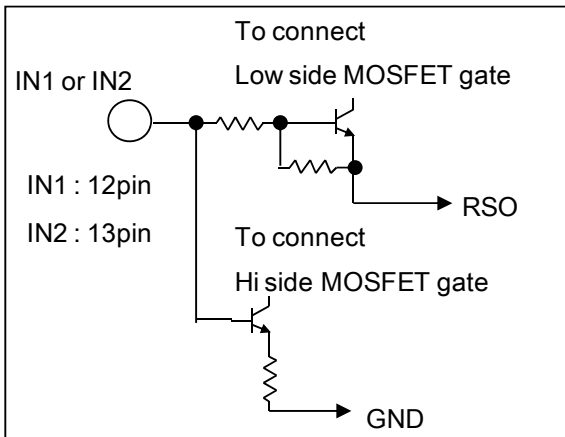 To connect
Low side MOSFET gate
IN1 or IN2
IN1 : 12pin
IN2 : 13pin
RSO
To connect
Hi side MOSFET gate
GND